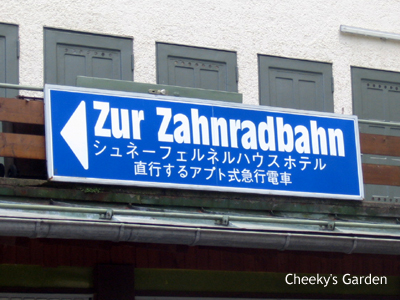 Zur Zahnradbahn
シュネーフェルネルハウスホテル
直行するアプト式急行電車
Cheeky's Garden